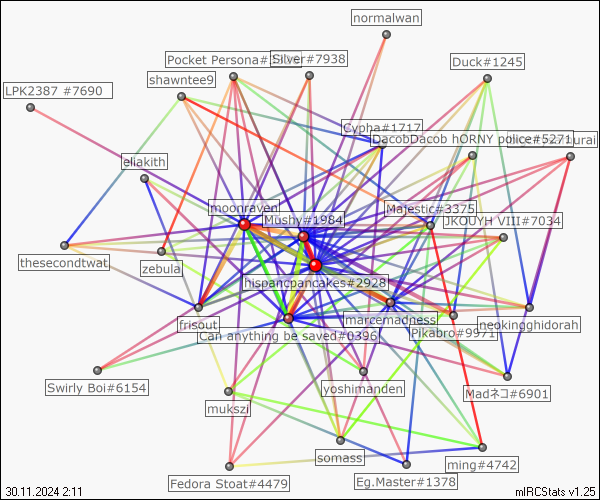 normalwan
Pocket Persona#1
Silver#7938
Duck#1245
shawntee9
LPK2387 #7690
Cypha#1717
DacobDacob hORNY police#5271
urai
eliakith
moonraven
Mushy#1984
Majestic#3375
JKQUYH VIII#7034
thesecondtwat
zebula
hispancpancakes#2928
frisout
marcemadness
neokingghidorah
Can anything be saved#0396
Pikabro#9971
Swirly Boi#6154
yoshimanden
Madネコ#6901
mukszi
somass
ming#4742
Fedora Stoat#4479
Eg.Master#1378
30.11.2024 2:11
mIRCStats v1.25